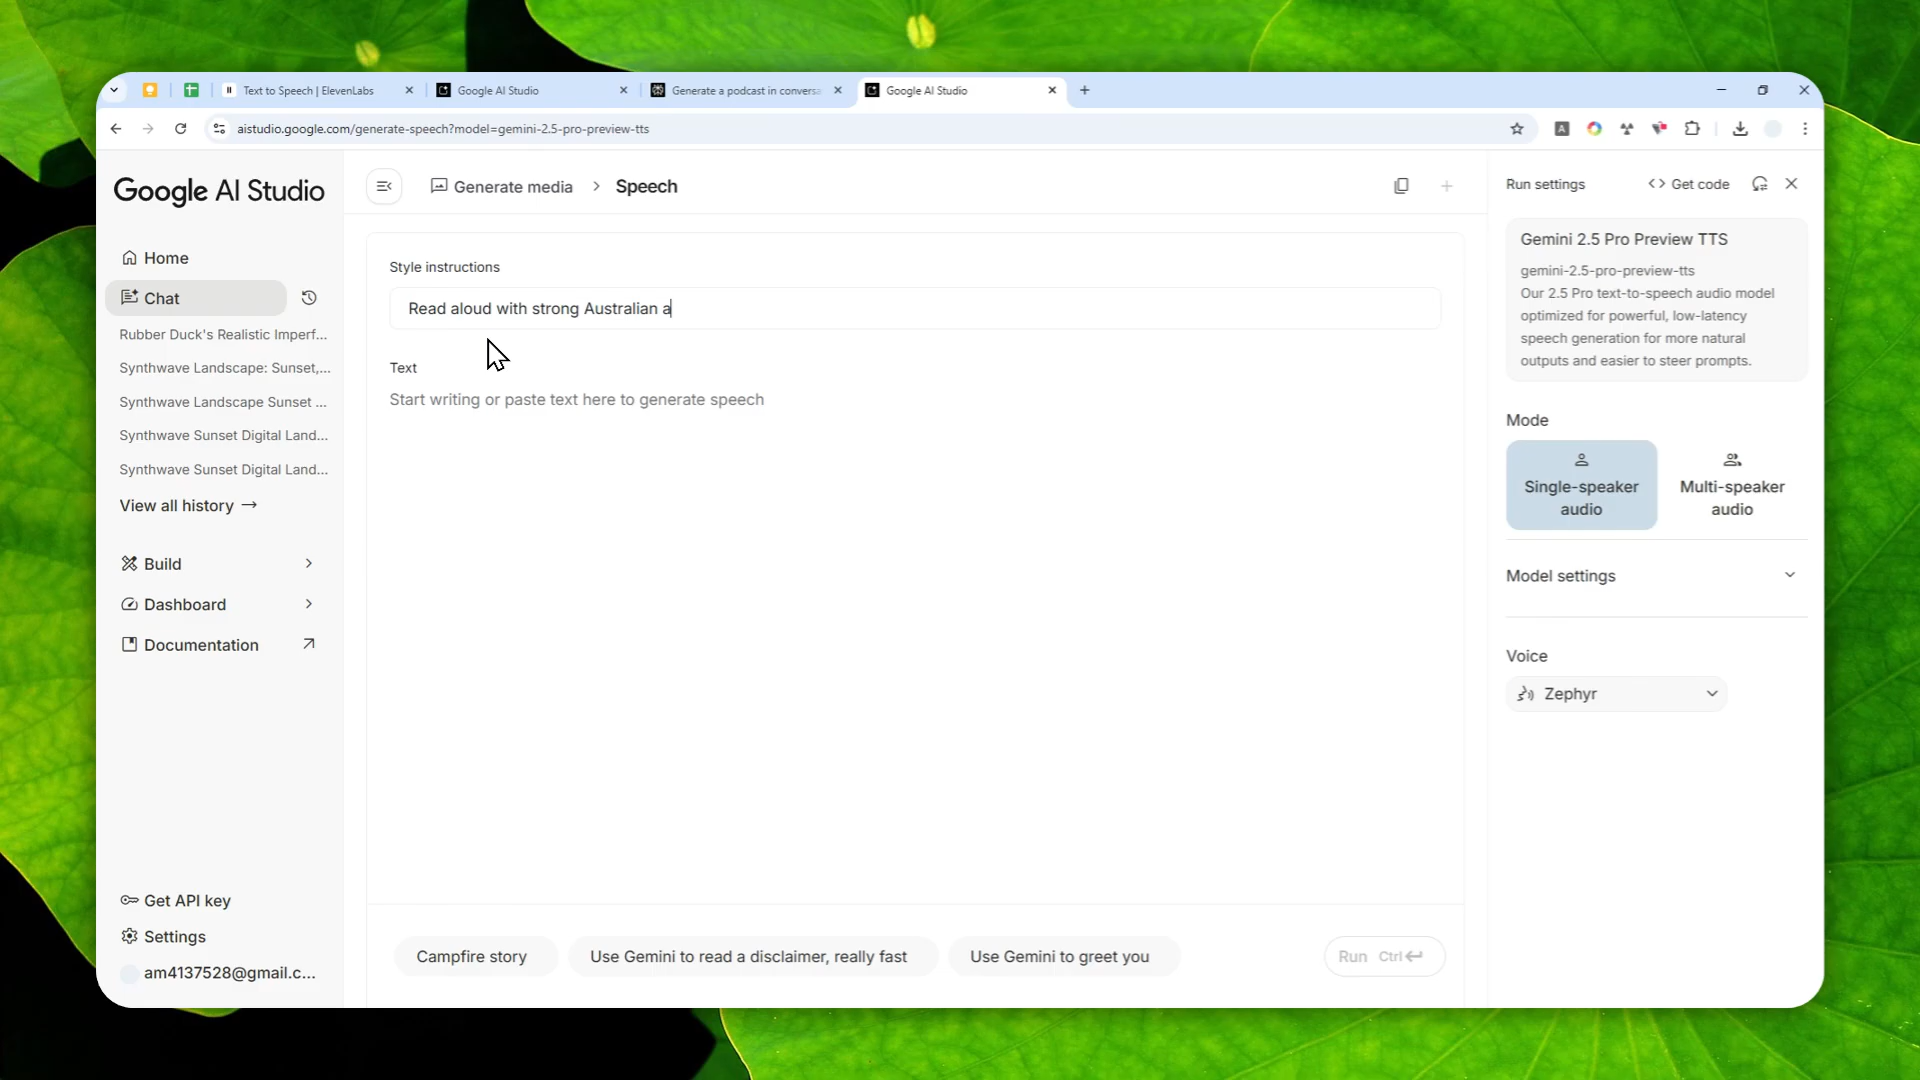 Text to Speech | ElevenLabs
Google AI Studio
Generate a podcast in convers
Google AI Studio
aistudio.google.com/generate-speech?model=gemini-2.5-pro-preview-tts
Google AI Studio
Home
Chat
Rubber Duck's Realistic Imperf...
Synthwave Landscape: Sunset,...
Synthwave Landscape Sunset ...
Synthwave Sunset Digital Land...
Synthwave Sunset Digital Land...
View all history →
Build
Dashboard
Documentation
Get API key
Settings
am4137528@gmail.c...
Generate media > Speech
Style instructions
Read aloud with strong Australian a
Text
Start writing or paste text here to generate speech
Campfire story
Use Gemini to read a disclaimer, really fast
Use Gemini to greet you
Run Ctrl
Run settings
<> Get code
Gemini 2.5 Pro Preview TTS
gemini-2.5-pro-preview-tts
Our 2.5 Pro text-to-speech audio model
optimized for powerful, low-latency
speech generation for more natural
outputs and easier to steer prompts.
Mode
Single-speaker
audio
Multi-speaker
audio
Model settings
Voice
Zephyr